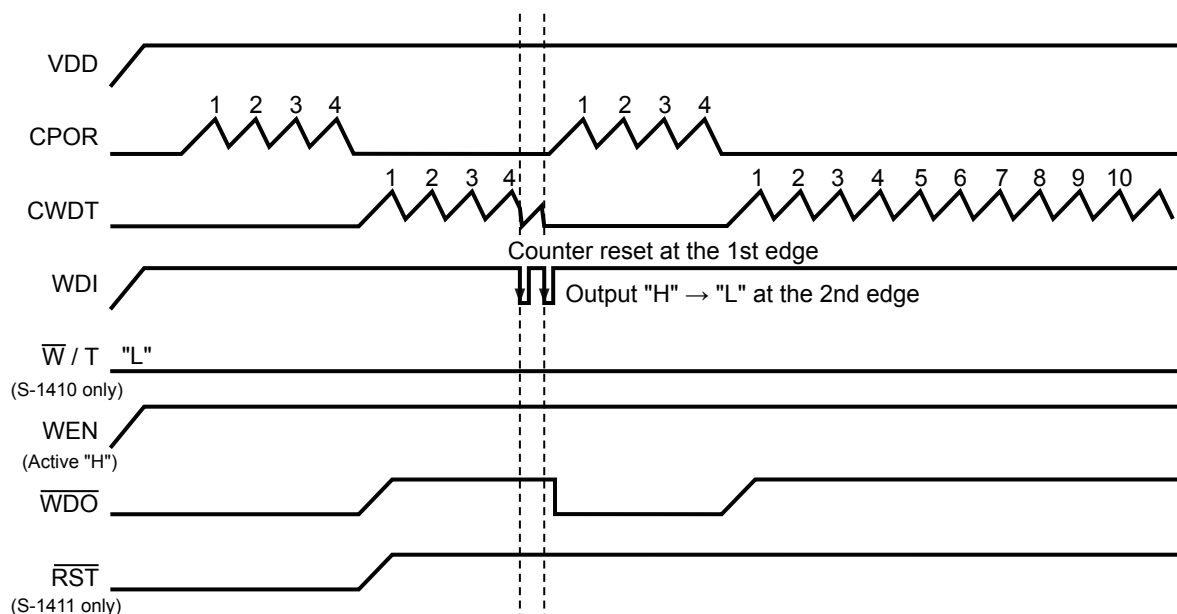 VDD
1 2 3 4 1 2 3 4
CPOR
1 2 3 4 1 2 3 4 5 6 7 8 9 10
CWDT
Counter reset at the 1st edge
WDI
Output "H" → "L" at the 2nd edge
W̅ / T "L"
(S-1410 only)
WEN
(Active "H")
W̅D̅O̅
R̅S̅T̅
(S-1411 only)